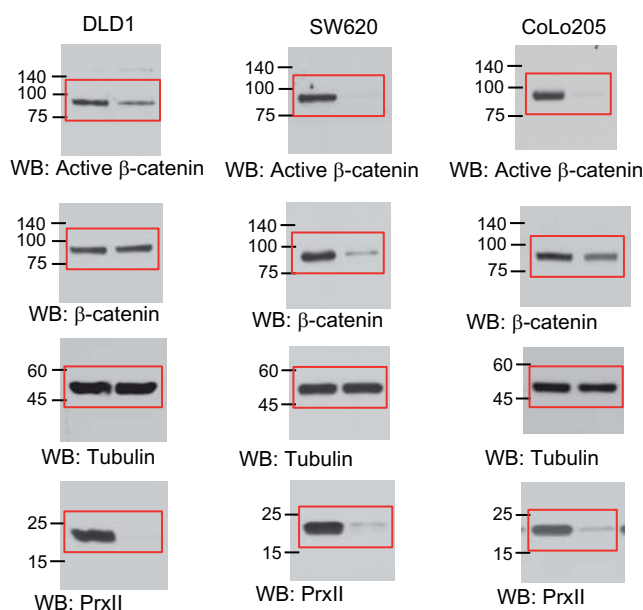 DLD1 SW620 CoLo205
140 140 140
100 100 100
75 75 75
WB: Active β-catenin WB: Active β-catenin WB: Active β-catenin
140 140 140
100 100 100
75 75 75
WB: β-catenin WB: β-catenin WB: β-catenin
60 60 60
45 45 45
WB: Tubulin WB: Tubulin WB: Tubulin
25 25 25
15 15 15
WB: PrxII WB: PrxII WB: PrxII